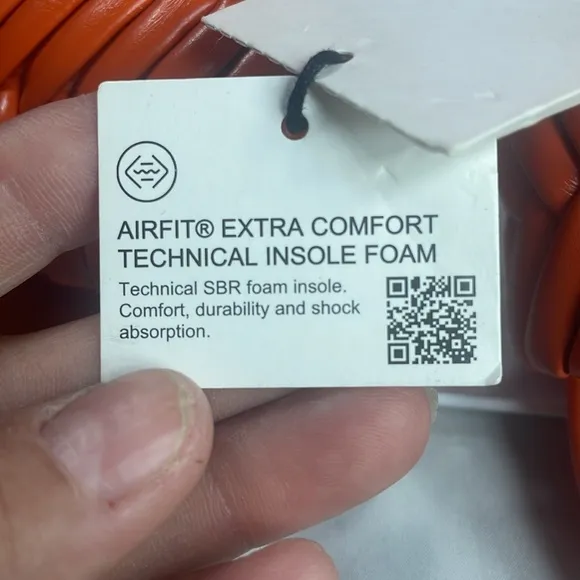 AIRFIT® EXTRA COMFORT
TECHNICAL INSOLE FOAM
Technical SBR foam insole.
Comfort, durability and shock
absorption.